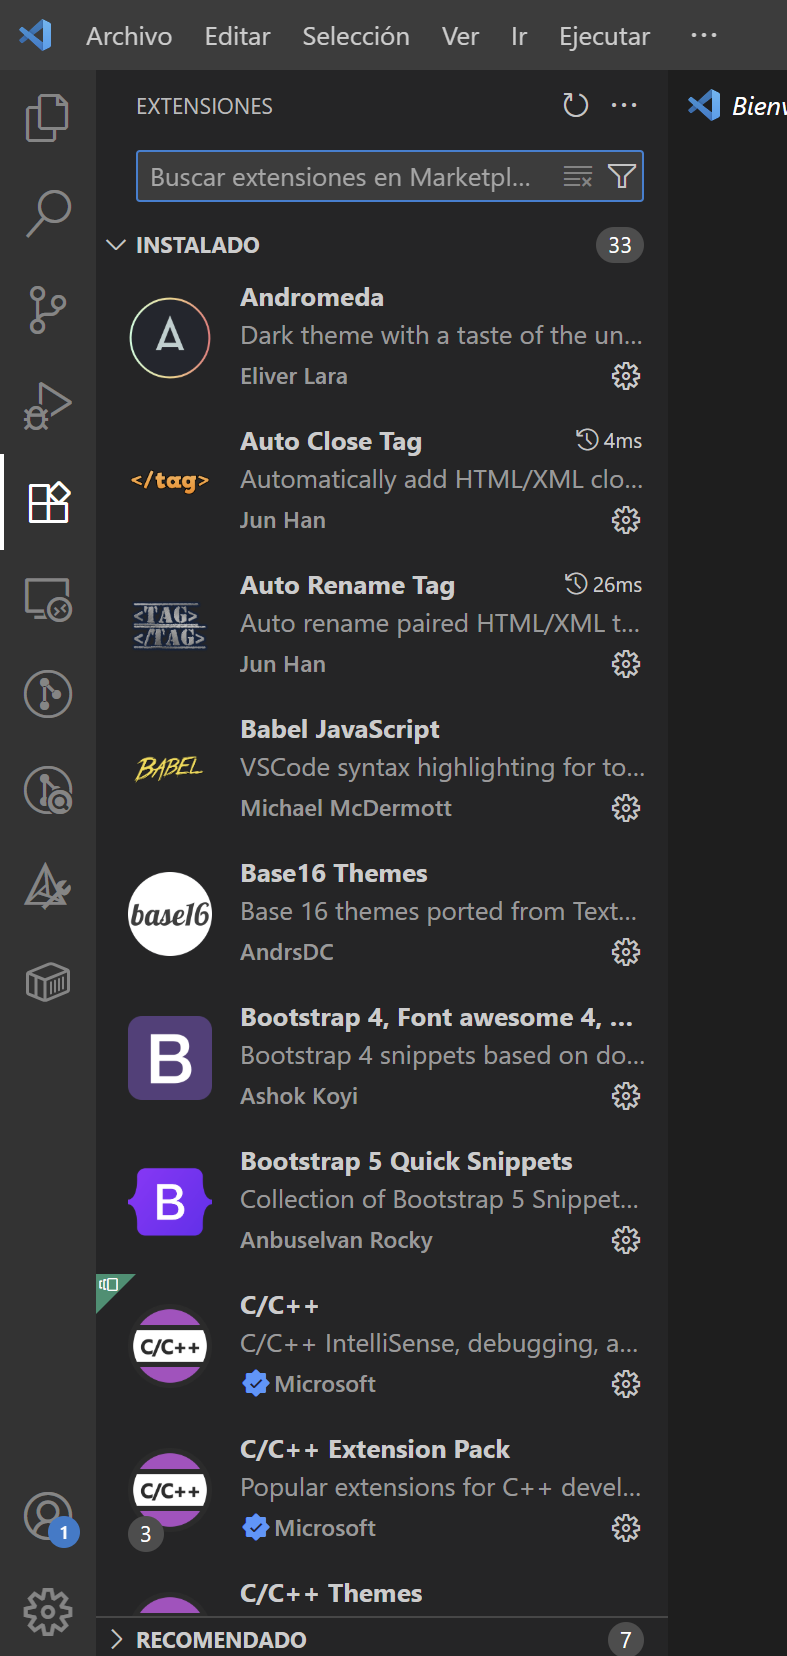 Archivo Editar Selección Ver Ir Ejecutar ...
EXTENSIONES
Bienv
Buscar extensiones en Marketpl...
INSTALADO 33
Andromeda
Dark theme with a taste of the un...
Eliver Lara
Auto Close Tag 4ms
</tag> Automatically add HTML/XML clo...
Jun Han
Auto Rename Tag 26ms
<TAG>
</TAG>
Auto rename paired HTML/XML t...
Jun Han
Babel JavaScript
BABEL VSCode syntax highlighting for to...
Michael McDermott
Base16 Themes
base16 Base 16 themes ported from Text...
AndrsDC
Bootstrap 4, Font awesome 4, ...
B Bootstrap 4 snippets based on do...
Ashok Koyi
Bootstrap 5 Quick Snippets
B Collection of Bootstrap 5 Snippet...
Anbuselvan Rocky
C/C++
C/C++ C/C++ IntelliSense, debugging, a...
Microsoft
C/C++ Extension Pack
C/C++ Popular extensions for C++ devel...
3 Microsoft
1
C/C++ Themes
RECOMENDADO 7